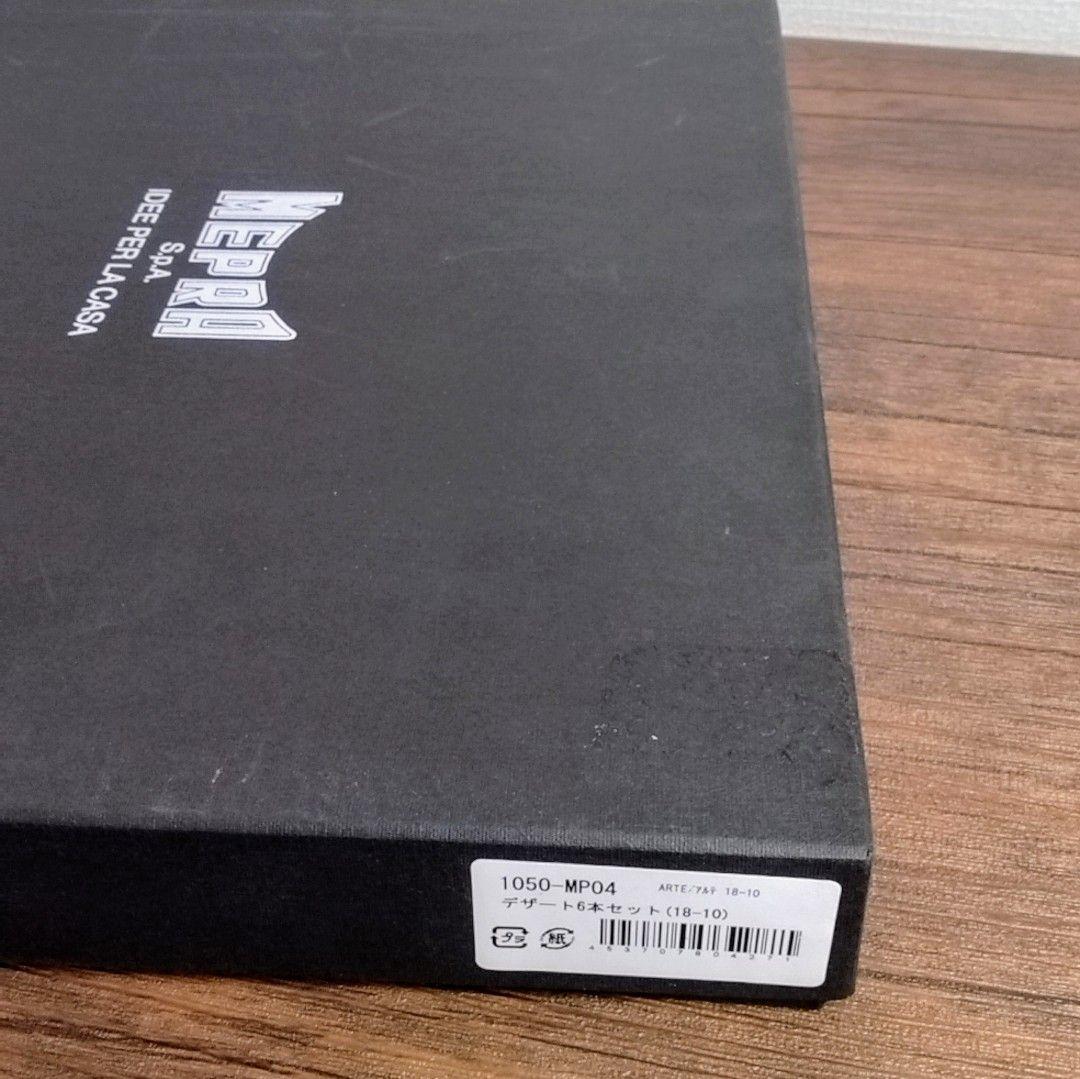 MEPRA
S.p.A.
IDEE PER LA CASA
1050-MP04 ARTE/アルテ 18-10
デザート6本セット(18-10)
プラ 紙
453707804271